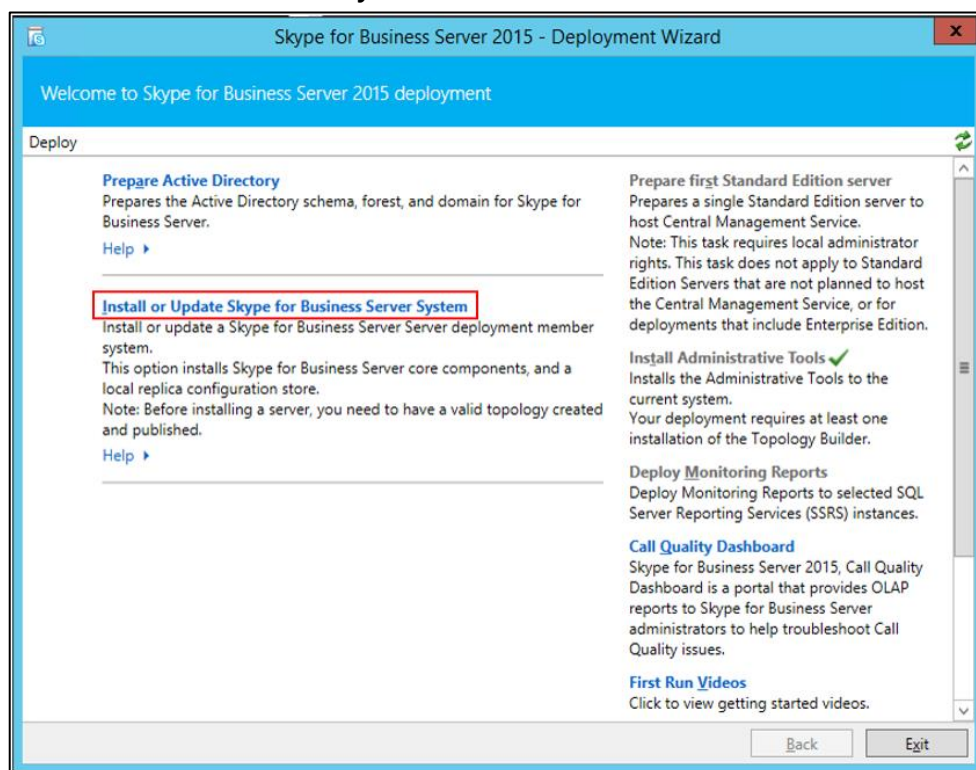 Skype for Business Server 2015 - Deployment Wizard
x
Welcome to Skype for Business Server 2015 deployment
Deploy
Prepare Active Directory
Prepares the Active Directory schema, forest, and domain for Skype for
Business Server.
Help
Install or Update Skype for Business Server System
Install or update a Skype for Business Server Server deployment member
system.
This option installs Skype for Business Server core components, and a
local replica configuration store.
Note: Before installing a server, you need to have a valid topology created
and published.
Help
Prepare first Standard Edition server
Prepares a single Standard Edition server to
host Central Management Service.
Note: This task requires local administrator
rights. This task does not apply to Standard
Edition Servers that are not planned to host
the Central Management Service, or for
deployments that include Enterprise Edition.
Install Administrative Tools
Installs the Administrative Tools to the
current system.
Your deployment requires at least one
installation of the Topology Builder.
Deploy Monitoring Reports
Deploy Monitoring Reports to selected SQL
Server Reporting Services (SSRS) instances.
Call Quality Dashboard
Skype for Business Server 2015, Call Quality
Dashboard is a portal that provides OLAP
reports to Skype for Business Server
administrators to help troubleshoot Call
Quality issues.
First Run Videos
Click to view getting started videos.
Back
Exit